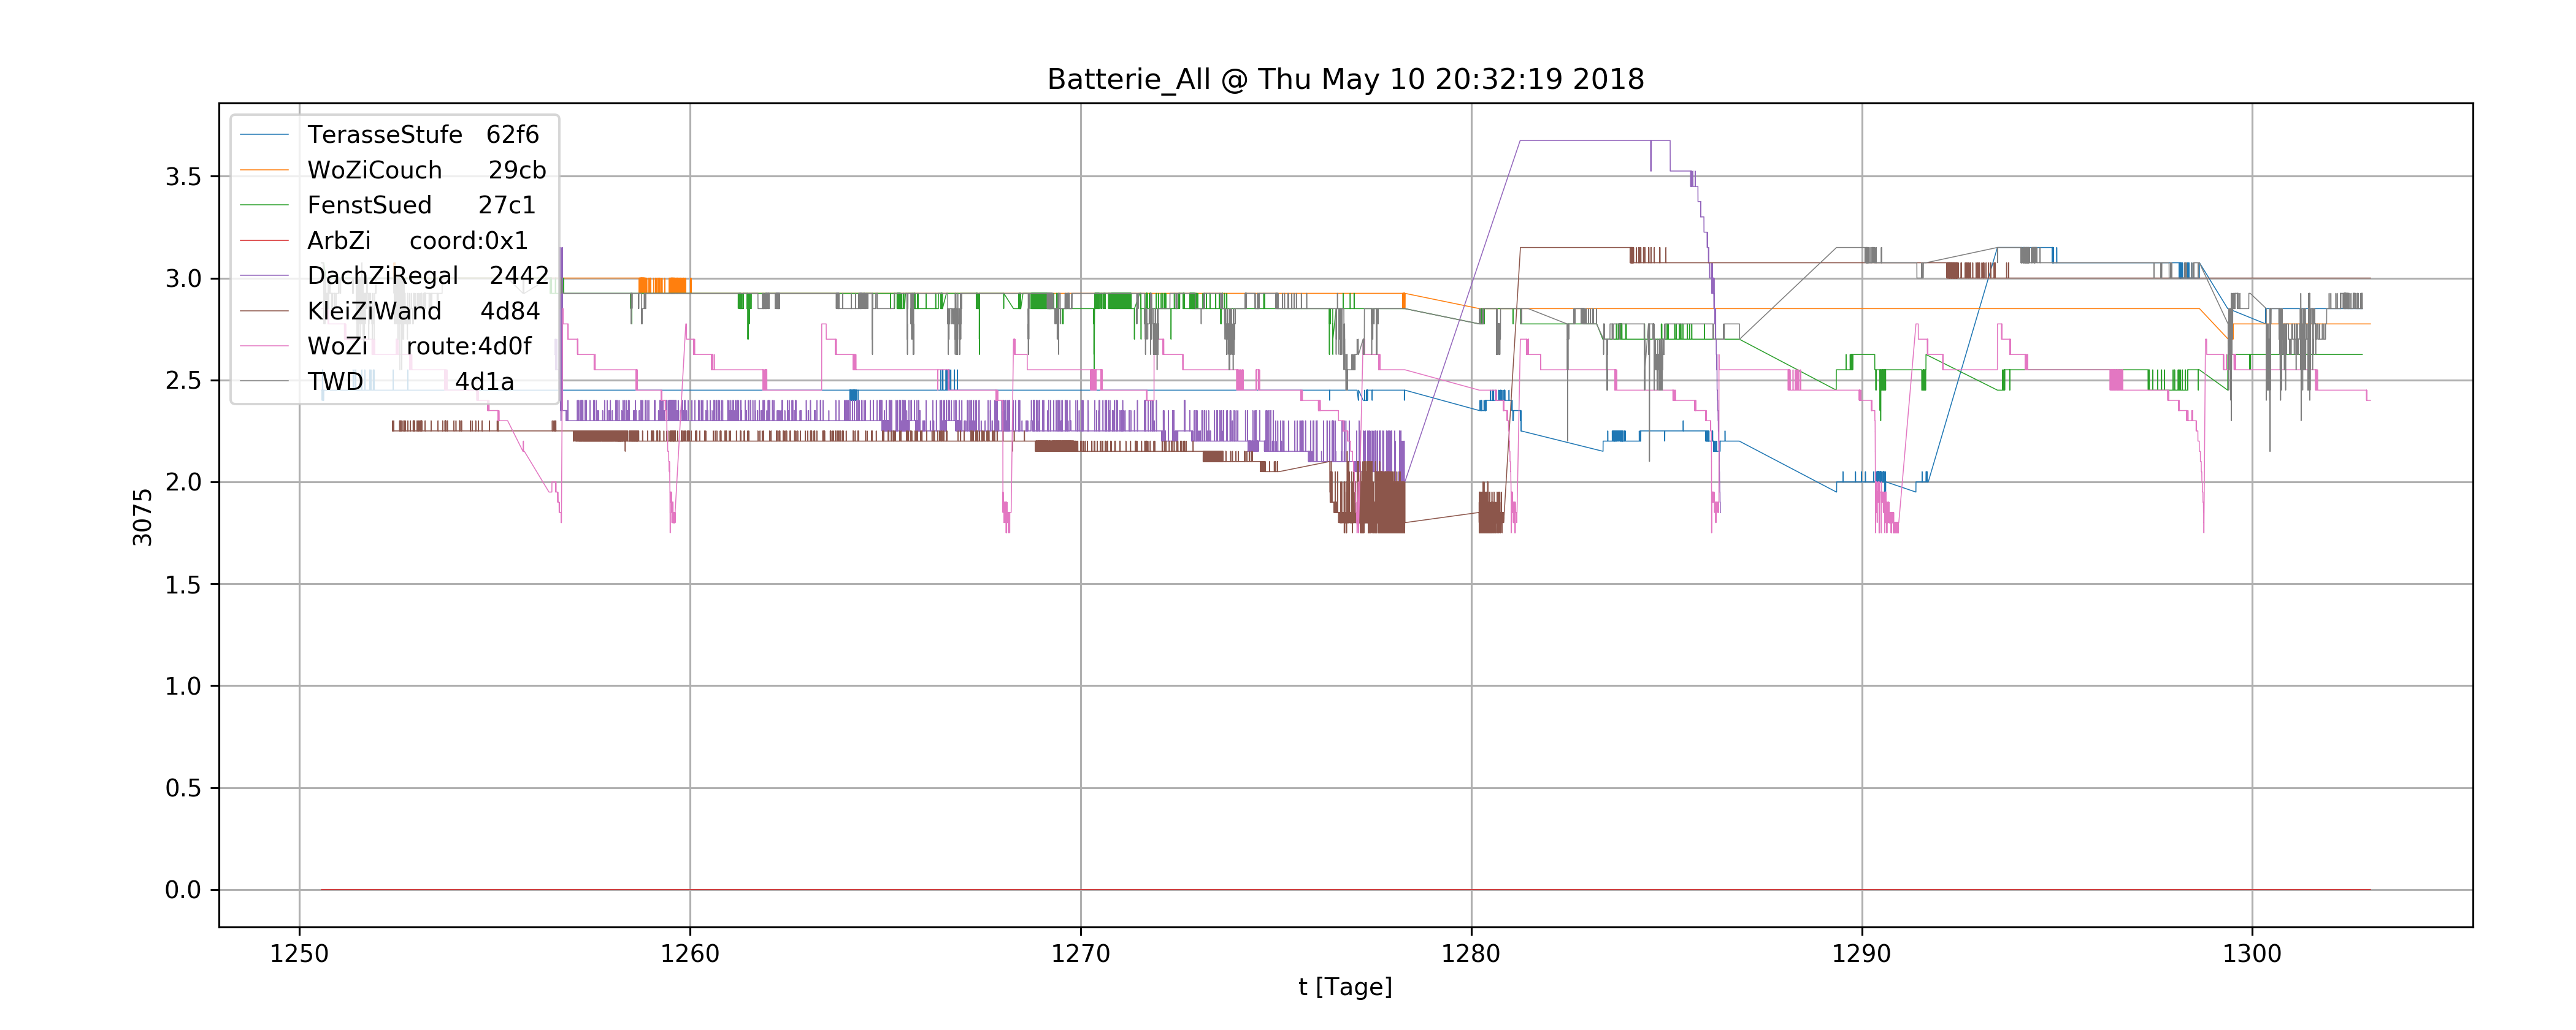 Batterie_All @ Thu May 10 20:32:19 2018
TerasseStufe 62f6
WoZiCouch 29cb
FenstSued 27c1
ArbZi coord:0x1
DachZiRegal 2442
KleiZiWand 4d84
WoZi route:4d0f
TWD 4d1a
3.5
3.0
2.5
2.0
1.5
1.0
0.5
0.0
3075
1250 1260 1270 1280 1290 1300
t [Tage]